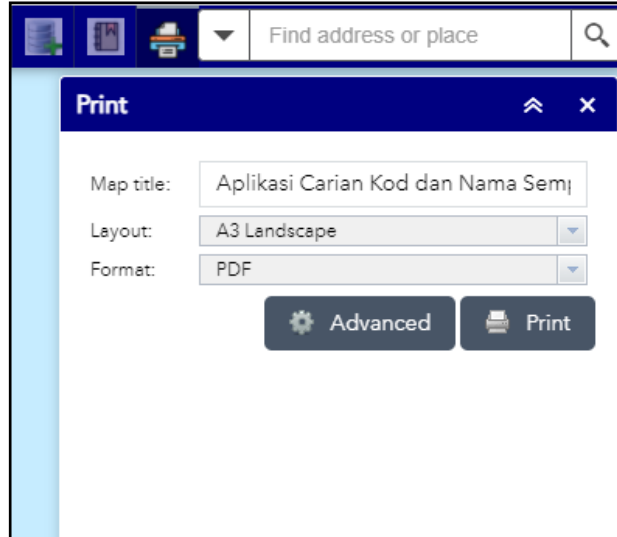 Find address or place
Print
Map title: Aplikasi Carian Kod dan Nama
Layout: A3 Landscape
Format: PDF
Advanced Print